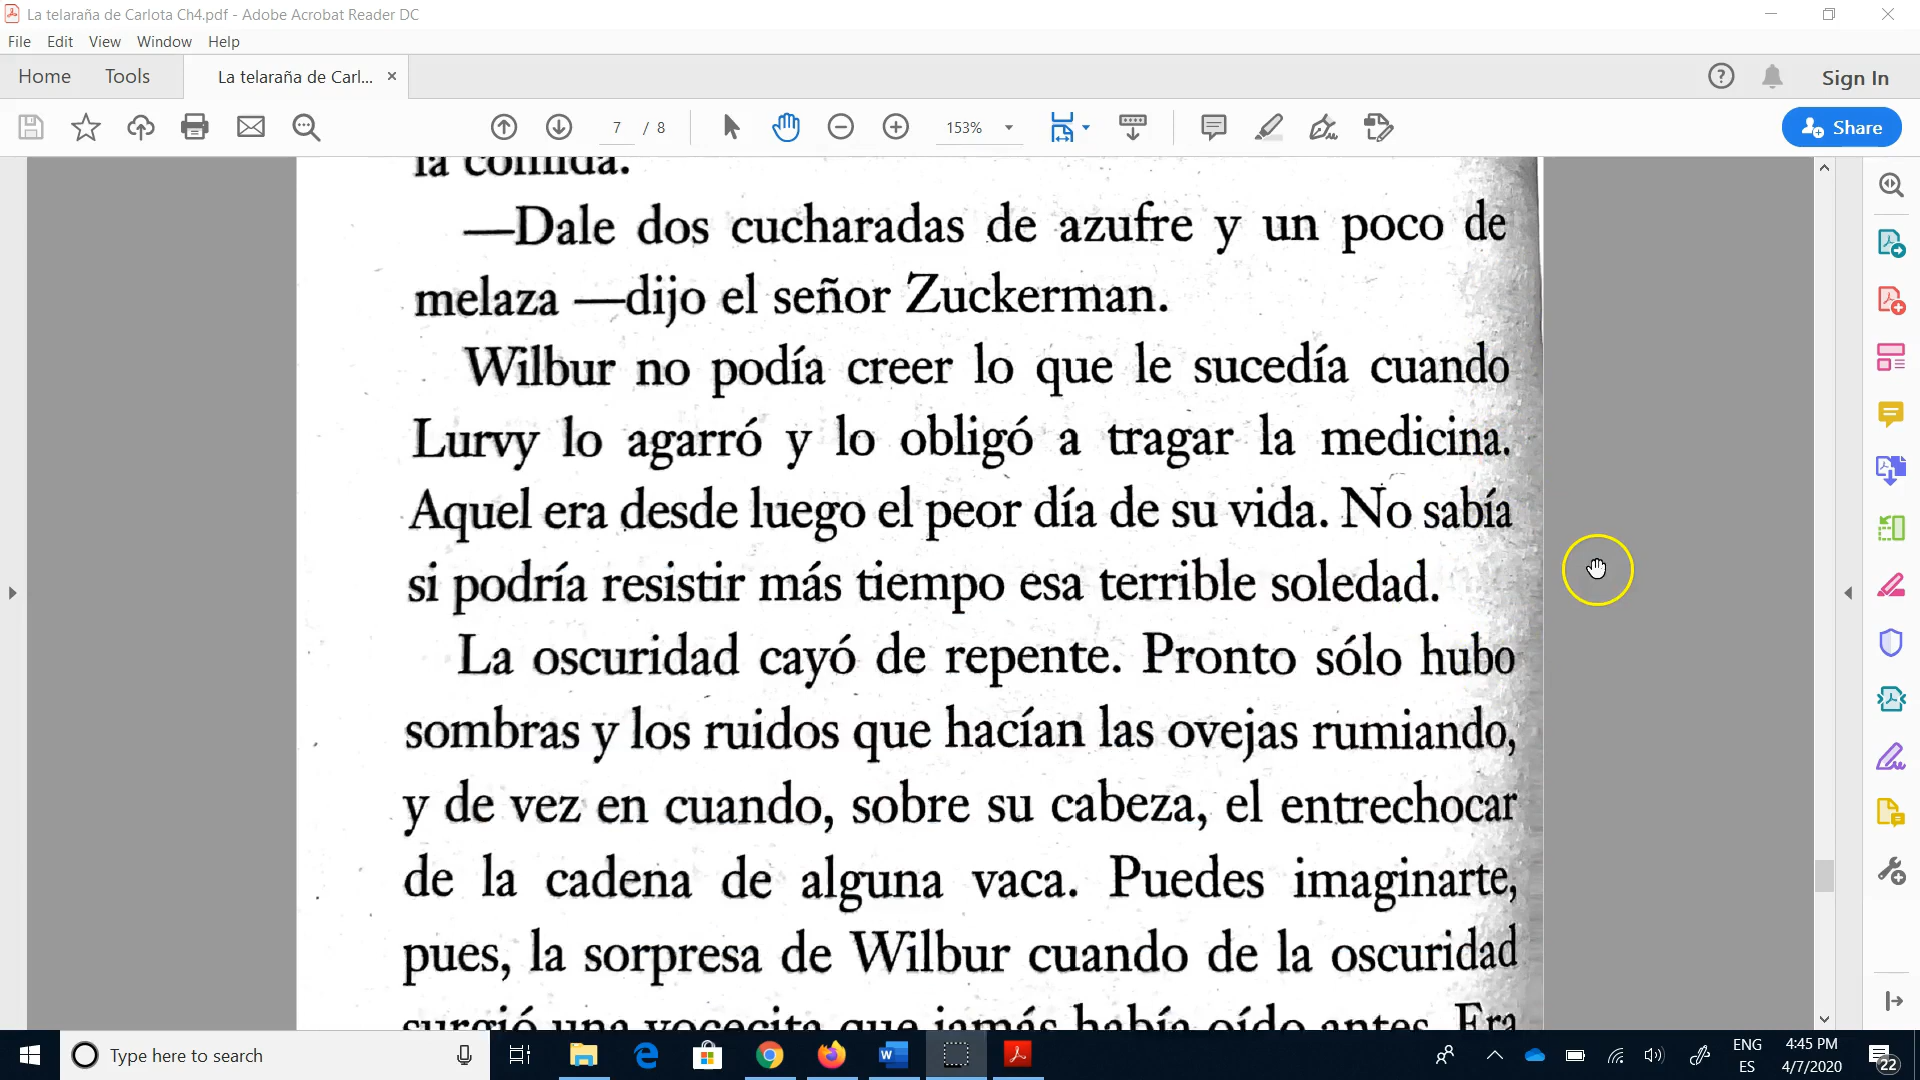 La telaraña de Carlota Ch4.pdf - Adobe Acrobat Reader DC
File Edit View Window Help
Home Tools La telaraña de Carl... × ? Sign In
7 / 8 153% Share
la comida.
—Dale dos cucharadas de azufre y un poco de
melaza —dijo el señor Zuckerman.
Wilbur no podía creer lo que le sucedía cuando
Lurvy lo agarró y lo obligó a tragar la medicina.
Aquel era desde luego el peor día de su vida. No sabía
si podría resistir más tiempo esa terrible soledad.
La oscuridad cayó de repente. Pronto sólo hubo
sombras y los ruidos que hacían las ovejas rumiando,
y de vez en cuando, sobre su cabeza, el entrechocar
de la cadena de alguna vaca. Puedes imaginarte,
pues, la sorpresa de Wilbur cuando de la oscuridad
surgió una vocecita que jamás había oído antes. Era
Type here to search
ENG 4:45 PM
ES 4/7/2020 22